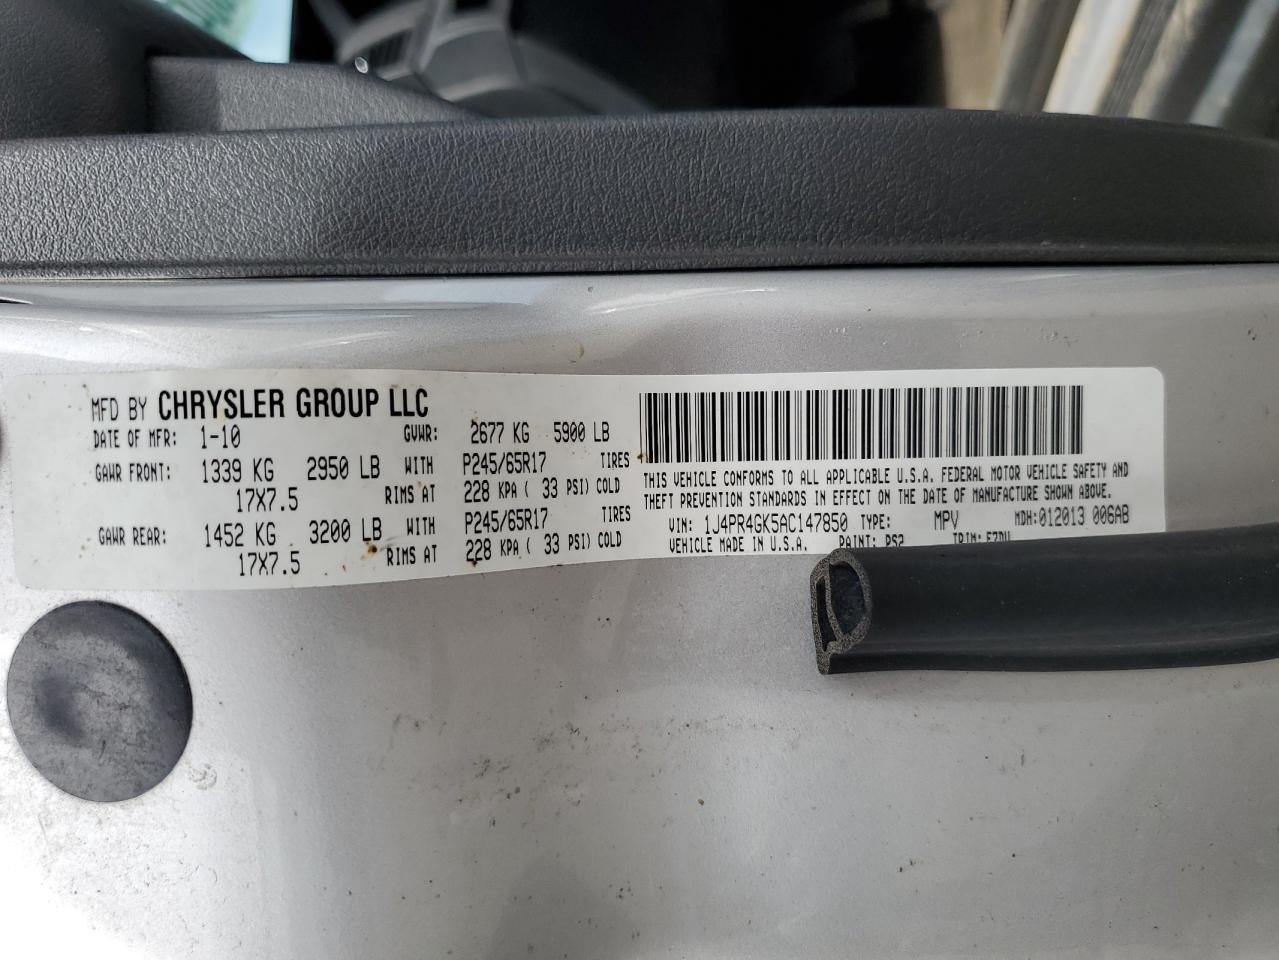 MFD BY CHRYSLER GROUP LLC
DATE OF MFR: 1-10 GVWR: 2677 KG 5900 LB
GAWR FRONT: 1339 KG 2950 LB WITH P245/65R17 TIRES
17X7.5 RIMS AT 228 KPA ( 33 PSI) COLD
GAWR REAR: 1452 KG 3200 LB WITH P245/65R17 TIRES
17X7.5 RIMS AT 228 KPA ( 33 PSI) COLD
THIS VEHICLE CONFORMS TO ALL APPLICABLE U.S.A. FEDERAL MOTOR VEHICLE SAFETY AND
THEFT PREVENTION STANDARDS IN EFFECT ON THE DATE OF MANUFACTURE SHOWN ABOVE.
VIN: 1J4PR4GK5AC147850 TYPE: MPV MDH:012013 006AB
VEHICLE MADE IN U.S.A. PAINT: PS2 TRIM: